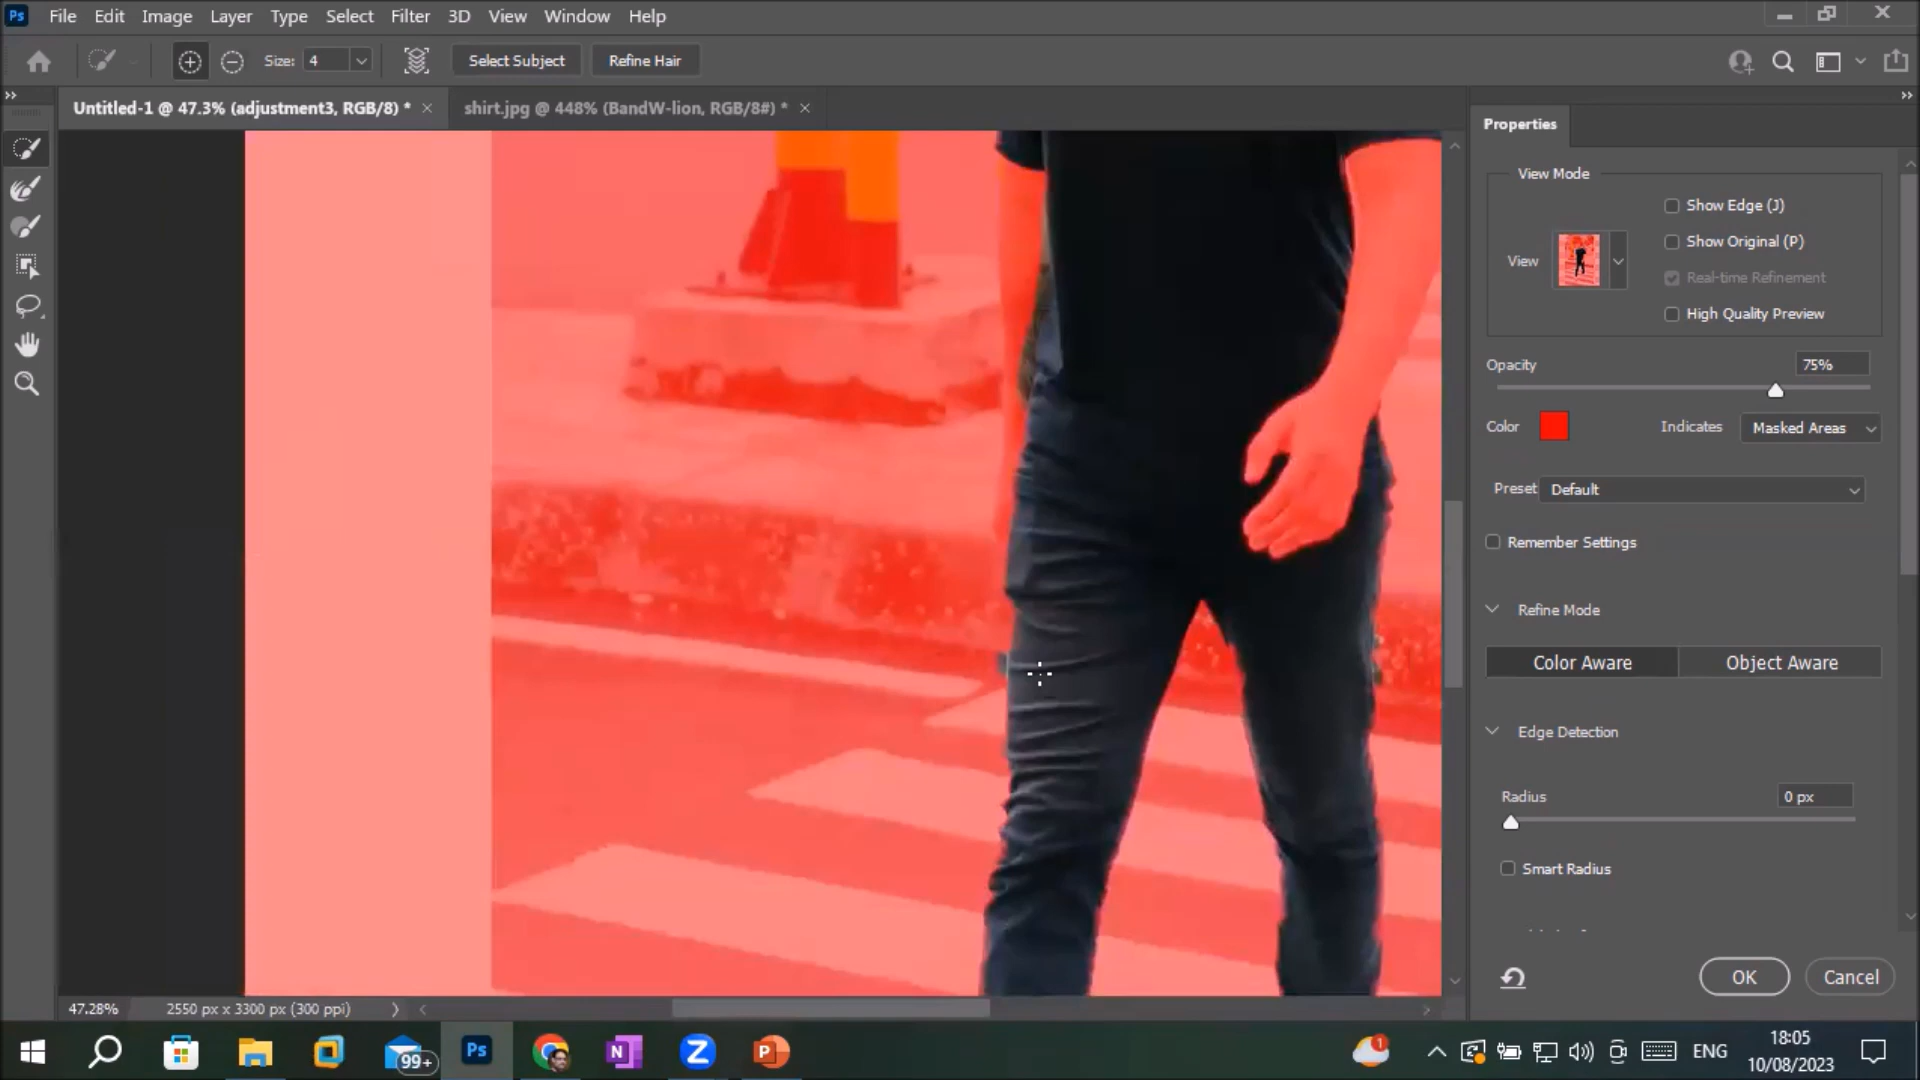 Ps File Edit Image Layer Type Select Filter 3D View Window Help
Size: 4 Select Subject Refine Hair
Untitled-1 @ 47.3% (adjustment3, RGB/8) * × shirt.jpg @ 448% (BandW-lion, RGB/8#) * ×
Properties
View Mode
Show Edge (J)
Show Original (P)
View
Real-time Refinement
High Quality Preview
Opacity 75%
Color Indicates Masked Areas
Preset Default
Remember Settings
Refine Mode
Color Aware Object Aware
Edge Detection
Radius 0 px
Smart Radius
OK Cancel
47.28% 2550 px x 3300 px (300 ppi)
99+ Ps N Z P 1 ENG 18:05
10/08/2023